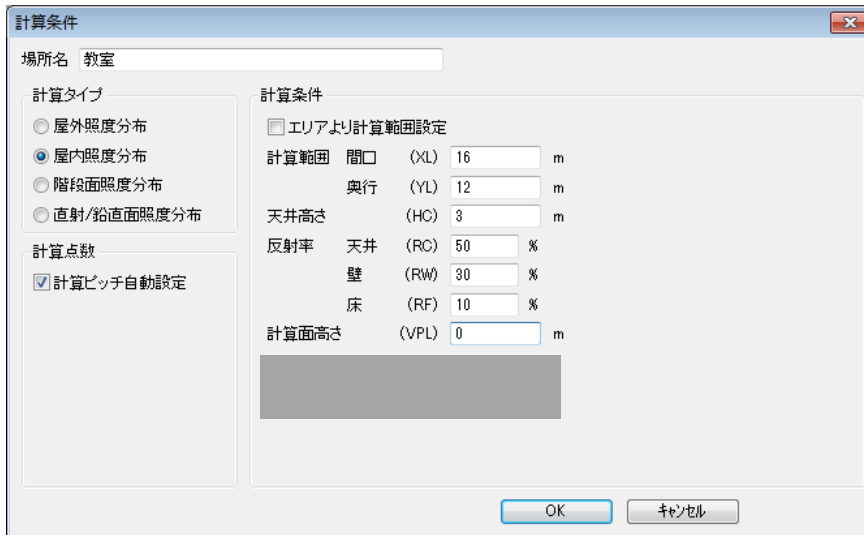 計算条件
場所名 教室
計算タイプ
屋外照度分布
屋内照度分布
階段面照度分布
直射/鉛直面照度分布
計算点数
計算ピッチ自動設定
計算条件
エリアより計算範囲設定
計算範囲 間口 (XL) 16 m
奥行 (YL) 12 m
天井高さ (HC) 3 m
反射率 天井 (RC) 50 %
壁 (RW) 30 %
床 (RF) 10 %
計算面高さ (VPL) 0 m
OK キャンセル